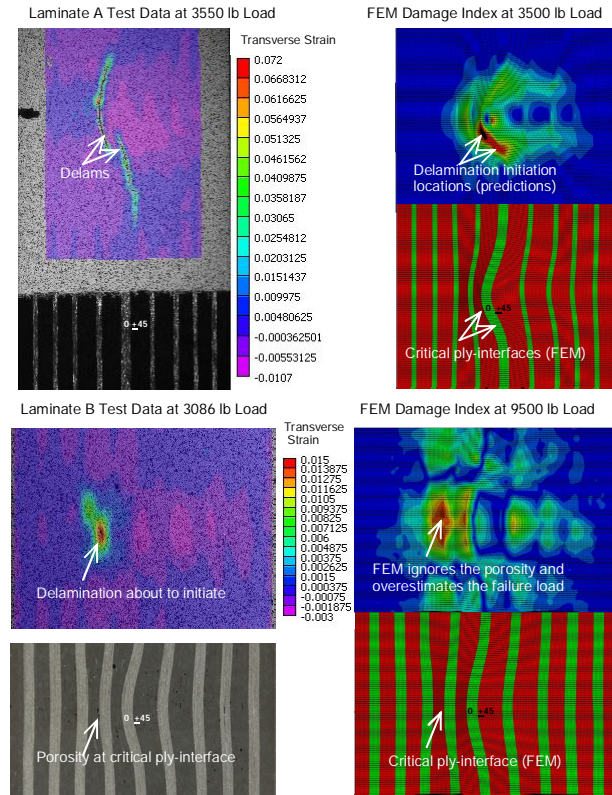 Laminate A Test Data at 3550 lb Load
Transverse Strain
0.072
0.0668312
0.0616625
0.0564937
0.051325
0.0461562
0.0409875
0.0358187
0.03065
0.0254812
0.0203125
0.0151437
0.009975
0.00480625
-0.000362501
-0.00553125
-0.0107
Delams
0 ±45
FEM Damage Index at 3500 lb Load
Delamination initiation
locations (predictions)
0 ±45
Critical ply-interfaces (FEM)
Laminate B Test Data at 3086 lb Load
Transverse
Strain
0.015
0.013875
0.01275
0.011625
0.0105
0.009375
0.00825
0.007125
0.006
0.004875
0.00375
0.002625
0.0015
0.000375
-0.00075
-0.001875
-0.003
Delamination about to initiate
0 ±45
Porosity at critical ply-interface
FEM Damage Index at 9500 lb Load
FEM ignores the porosity and
overestimates the failure load
0 ±45
Critical ply-interface (FEM)